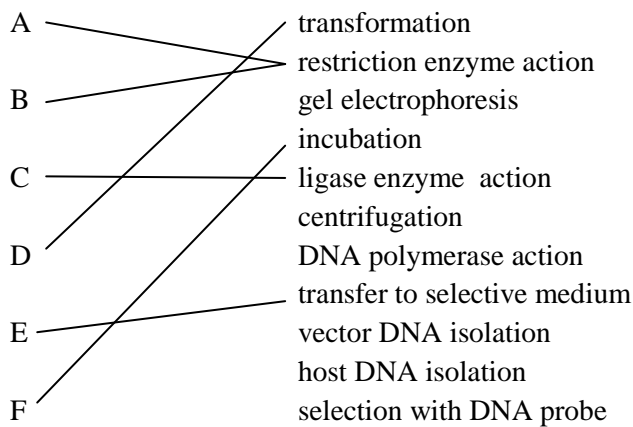 A
transformation
restriction enzyme action
B
gel electrophoresis
incubation
C
ligase enzyme action
centrifugation
D
DNA polymerase action
transfer to selective medium
E
vector DNA isolation
host DNA isolation
F
selection with DNA probe